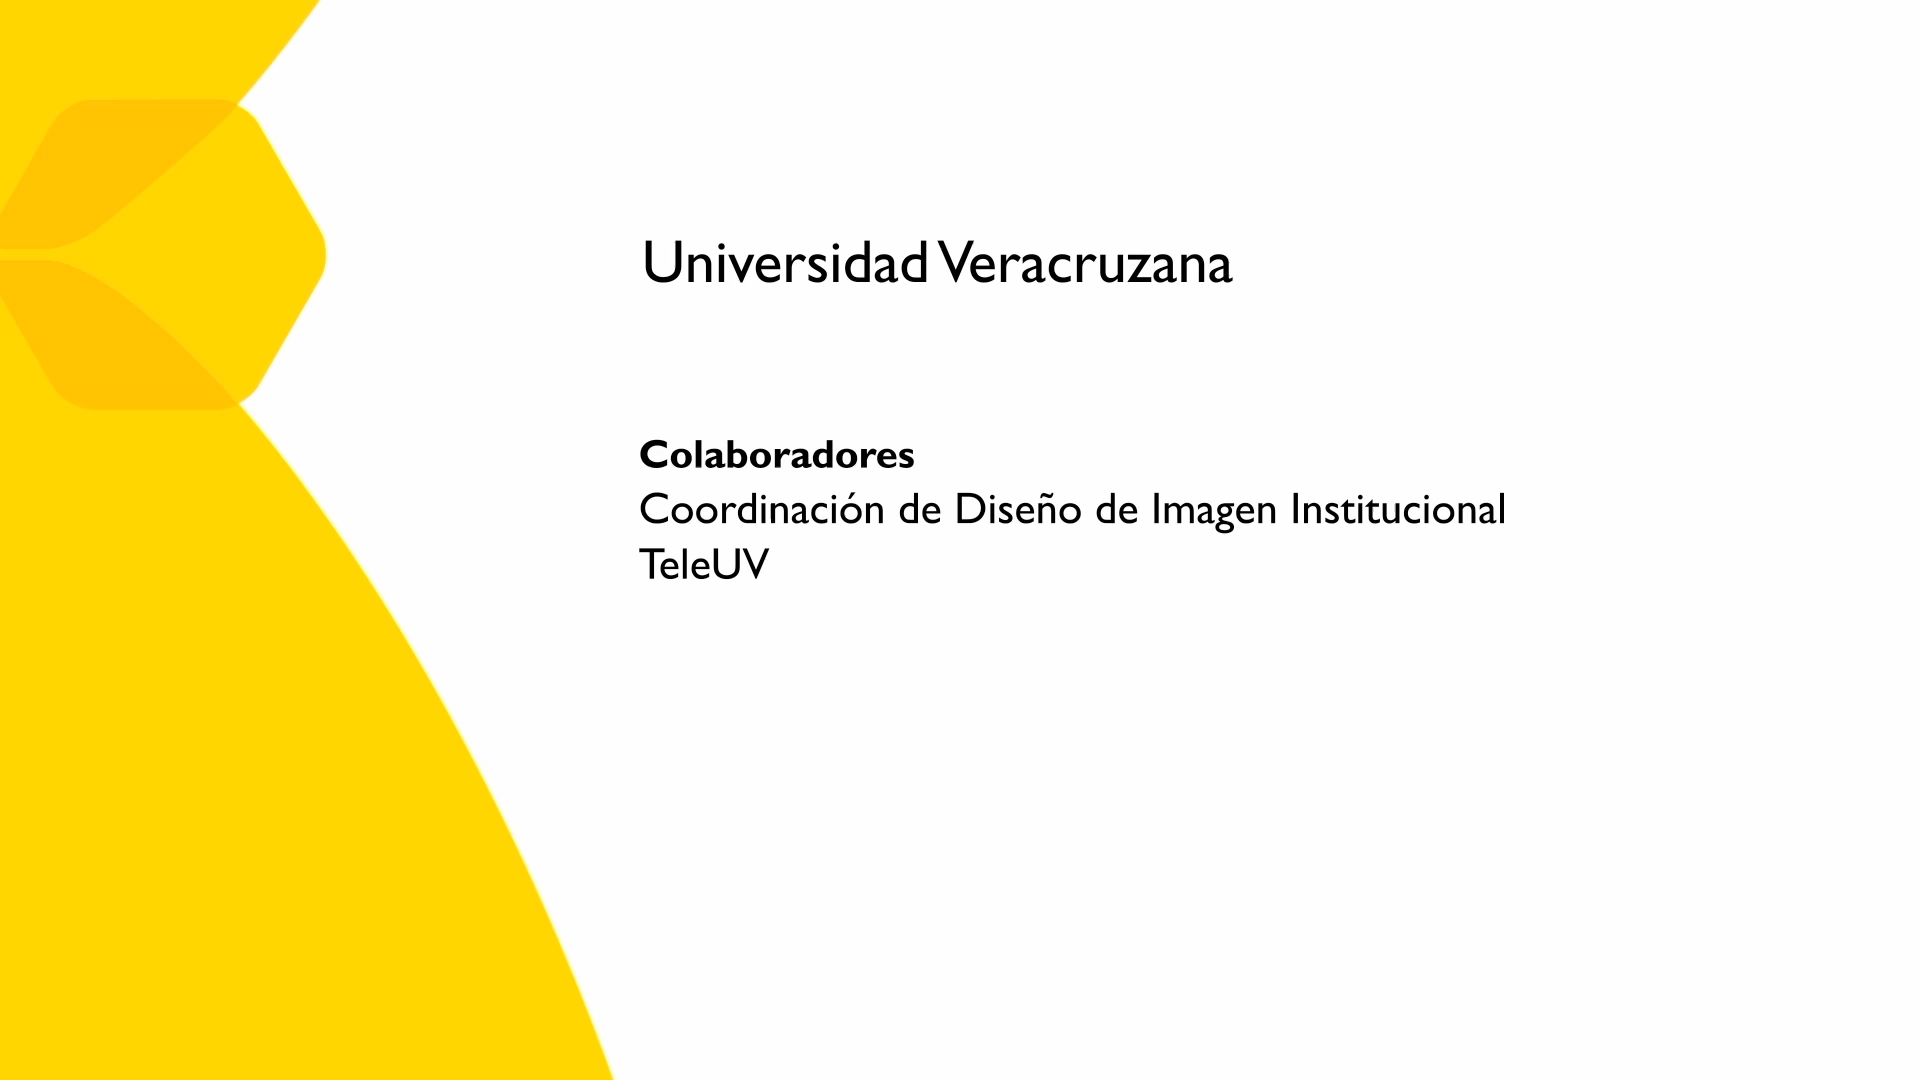 Universidad Veracruzana
Colaboradores
Coordinación de Diseño de Imagen Institucional
TeleUV